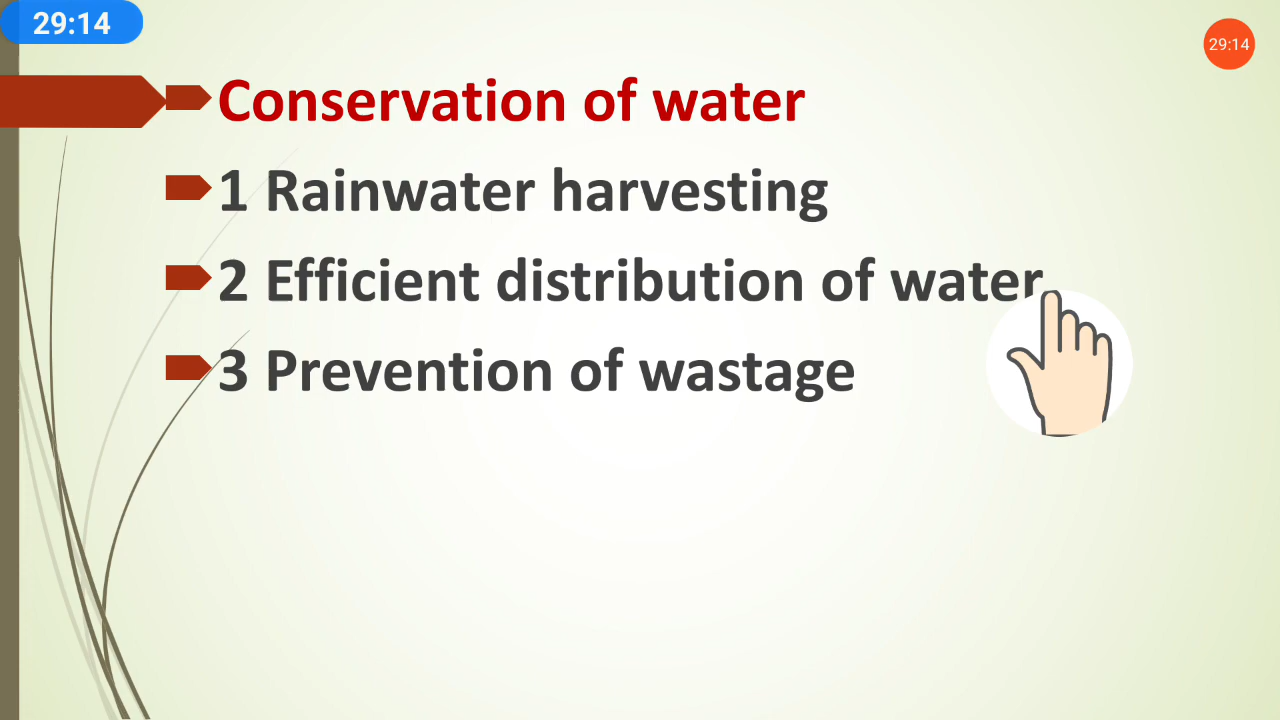 29:14
29:14
Conservation of water
1 Rainwater harvesting
2 Efficient distribution of water
3 Prevention of wastage